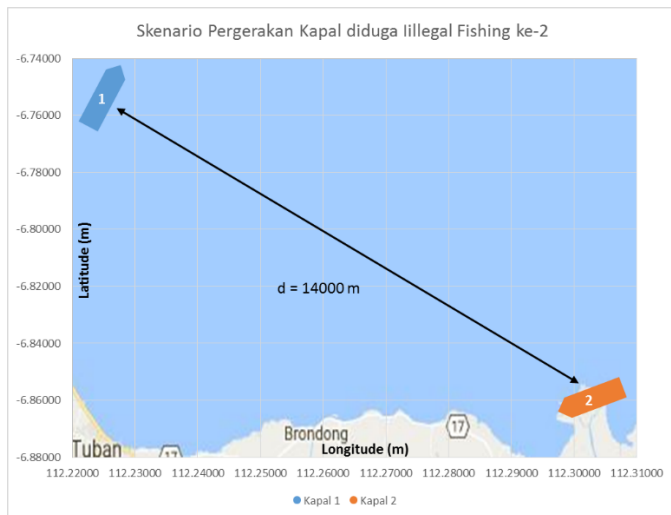 Skenario Pergerakan Kapal diduga Iillegal Fishing ke-2
-6.74000
-6.76000
-6.78000
-6.80000
-6.82000
-6.84000
-6.86000
-6.88000
Latitude (m)
1
d = 14000 m
2
17
Brondong
Tuban
17
Longitude (m)
112.22000 112.23000 112.24000 112.25000 112.26000 112.27000 112.28000 112.29000 112.30000 112.31000
Kapal 1 Kapal 2